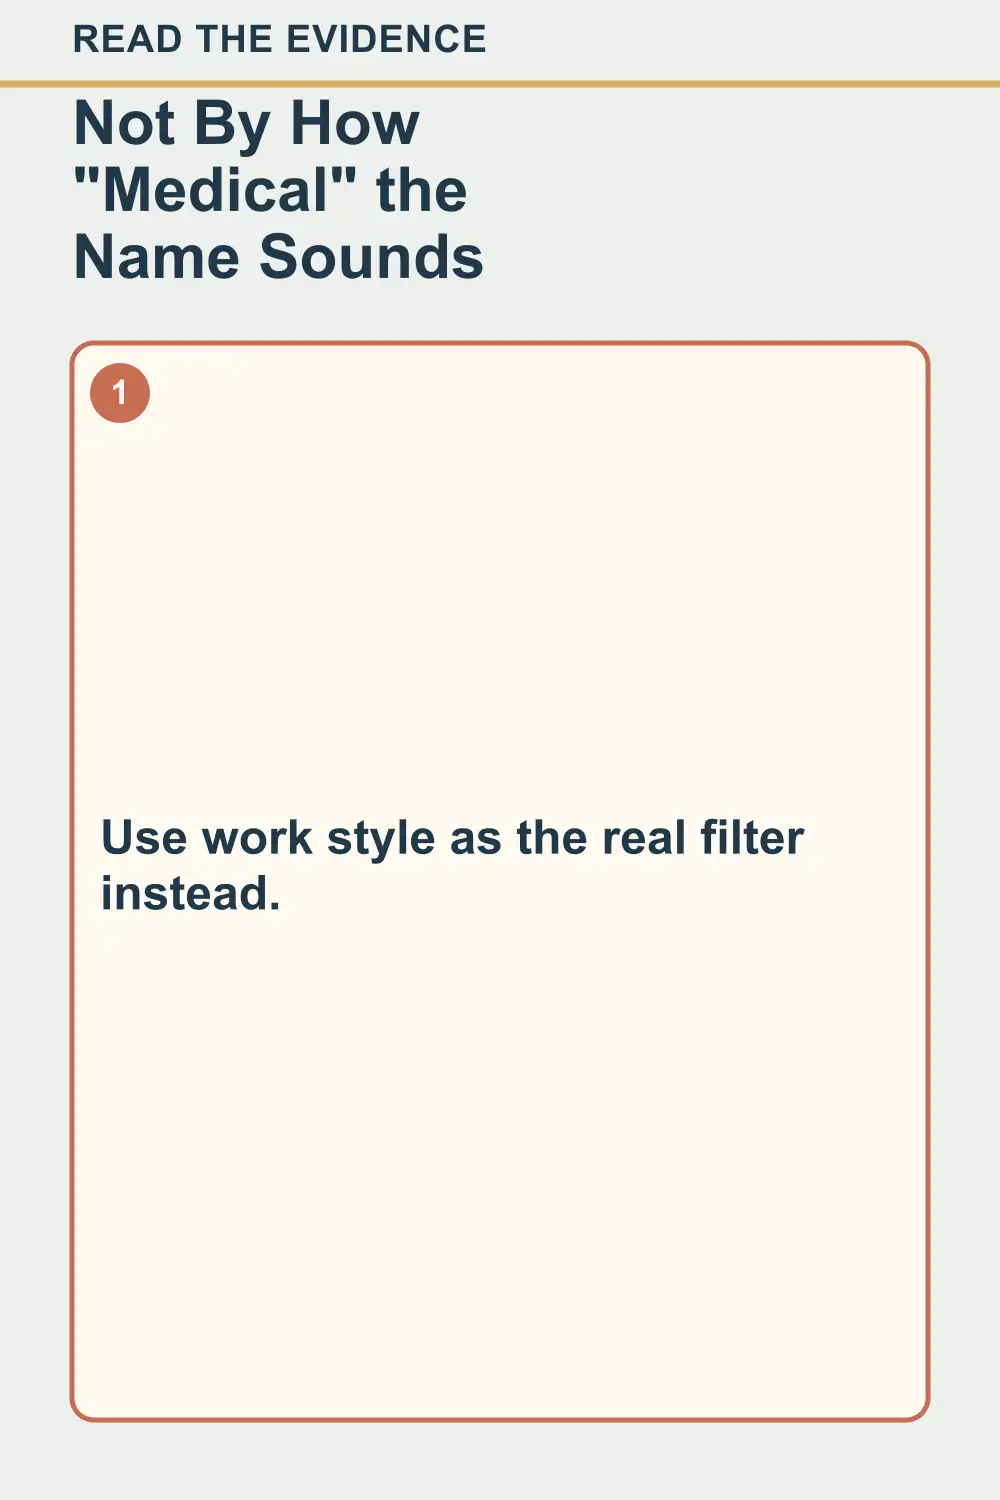 READ THE EVIDENCE
Not By How
"Medical" the
Name Sounds
1
Use work style as the real filter
instead.